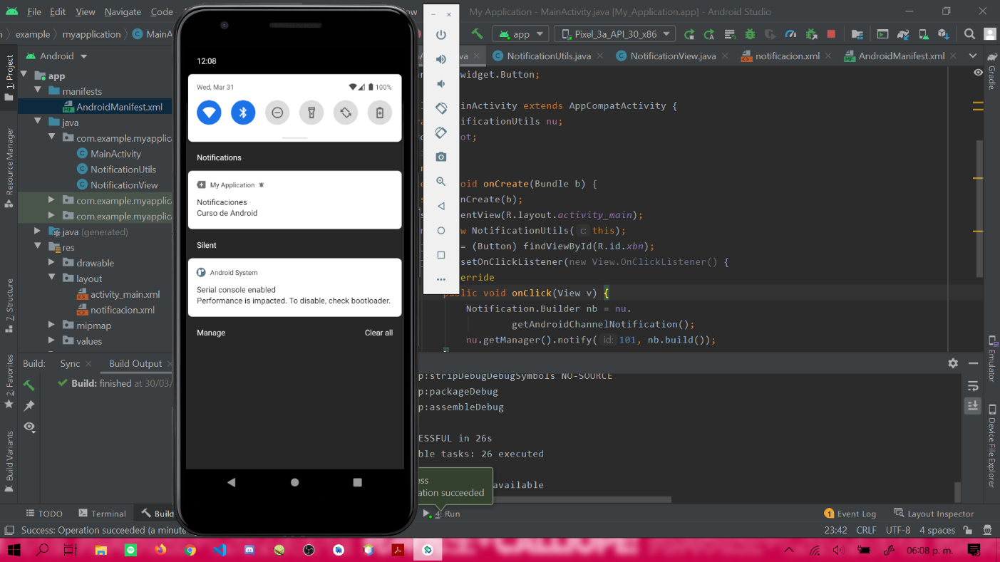 File Edit View Navigate Code
My Application - MainActivity.java [My_Application.app] - Android Studio
example
myapplication
app
Pixel_3a_API_30_x86
Android
NotificationUtils.java
NotificationView.java
notificacion.xml
AndroidManifest.xml
1: Project
Resource Manager
7: Structure
2: Favorites
Build Variants
app
manifests
AndroidManifest.xml
java
com.example.myapplica
MainActivity
NotificationUtils
NotificationView
com.example.myapplica
com.example.myapplica
java (generated)
res
drawable
layout
activity_main.xml
notificacion.xml
mipmap
values
12:08
Wed, Mar 31
100%
Notifications
My Application
Notificaciones
Curso de Android
Silent
Android System
Serial console enabled
Performance is impacted. To disable, check bootloader.
Manage
Clear all
widget.Button;
inActivity extends AppCompatActivity {
ificationUtils nu;
ot;
oid onCreate(Bundle b) {
nCreate(b);
entView(R.layout.activity_main);
w NotificationUtils( c: this);
= (Button) findViewById(R.id.xbn);
setOnClickListener(new View.OnClickListener() {
erride
public void onClick(View v) {
Notification.Builder nb = nu.
getAndroidChannelNotification();
nu.getManager().notify( id: 101, nb.build());
Gradle
Emulator
Device File Explorer
Build:
Sync
Build Output
Build: finished at 30/03/
p:stripDebugDebugSymbols NO-SOURCE
p:packageDebug
p:assembleDebug
ESSFUL in 26s
ble tasks: 26 executed
available
ess
ation succeeded
TODO
Terminal
Build
4: Run
1
Event Log
Layout Inspector
Success: Operation succeeded (a minute
23:42 CRLF UTF-8 4 spaces
06:08 p. m.